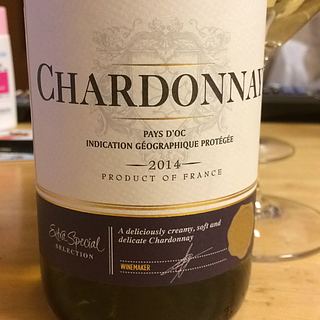 CHARDONNAY
PAYS D'OC
INDICATION GÉOGRAPHIQUE PROTÉGÉE
2014
PRODUCT OF FRANCE
Extra Special
SELECTION
A deliciously creamy, soft and
delicate Chardonnay
WINEMAKER